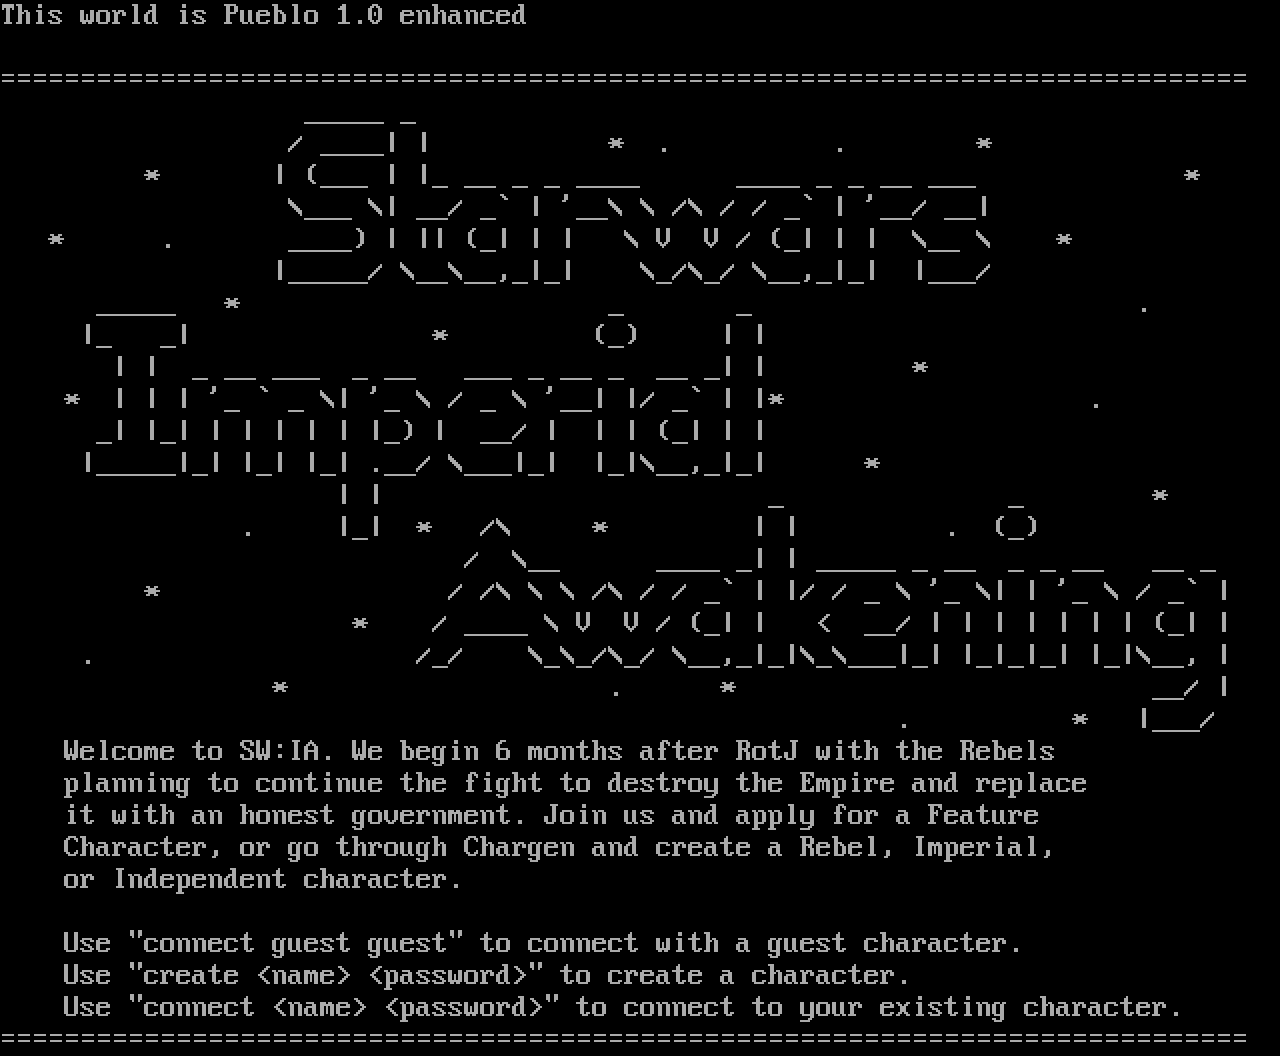 This world is Pueblo 1.0 enhanced
Starwars
Imperial
Awakening
Welcome to SW:IA. We begin 6 months after RotJ with the Rebels
planning to continue the fight to destroy the Empire and replace
it with an honest government. Join us and apply for a Feature
Character, or go through Chargen and create a Rebel, Imperial,
or Independent character.
Use "connect guest guest" to connect with a guest character.
Use "create <name> <password>" to create a character.
Use "connect <name> <password>" to connect to your existing character.